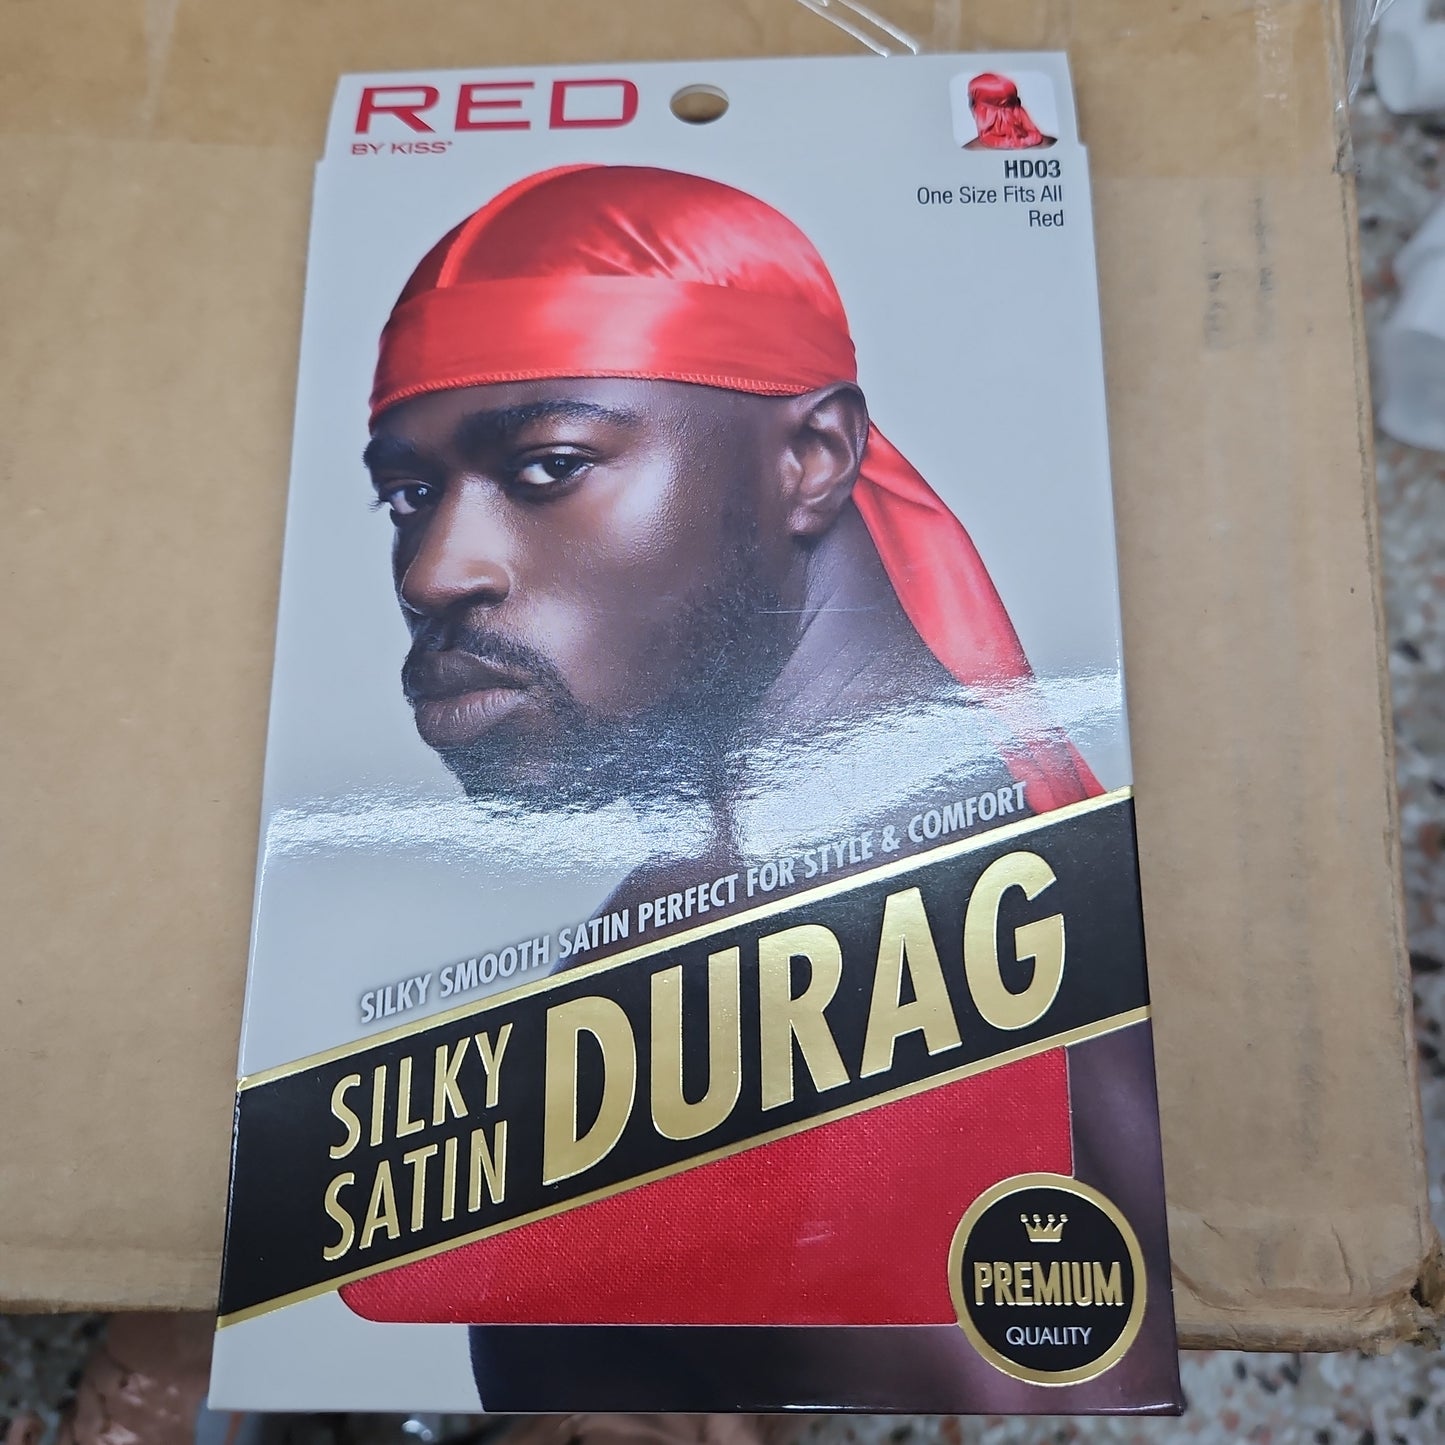 RED
BY KISS®
HD03
One Size Fits All
Red
SILKY SMOOTH SATIN PERFECT FOR STYLE & COMFORT
SILKY
SATIN
DURAG
PREMIUM
QUALITY